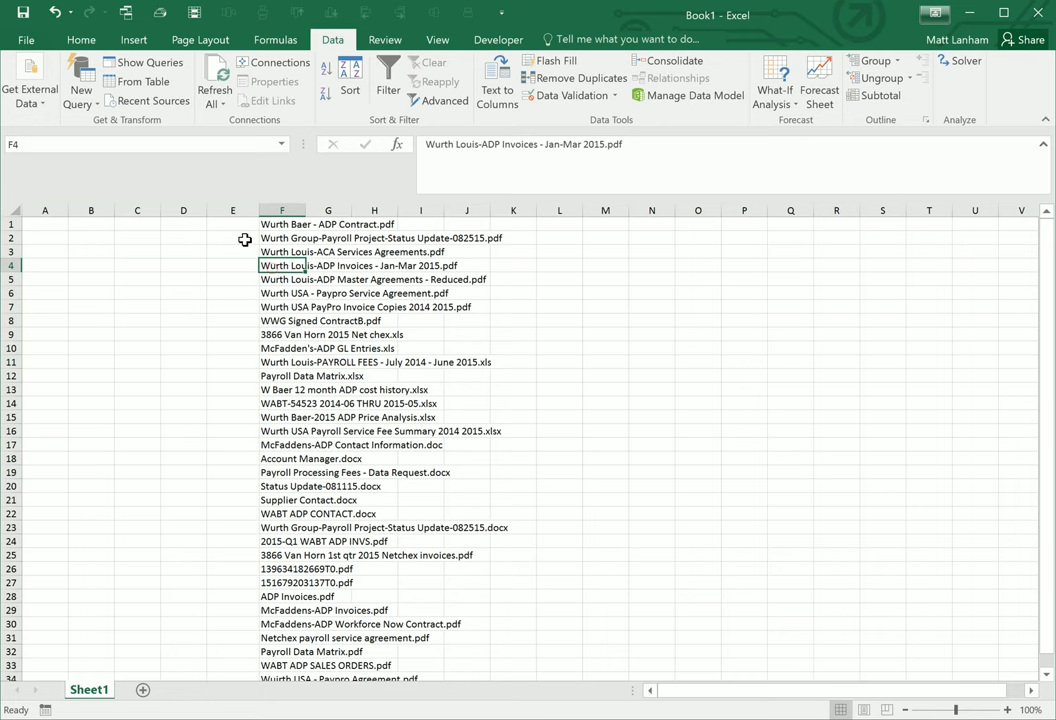 Book1 - Excel
File Home Insert Page Layout Formulas Data Review View Developer Tell me what you want to do... Matt Lanham Share
Get External Data
New Query
Show Queries
From Table
Recent Sources
Get & Transform
Refresh All
Connections
Properties
Edit Links
Connections
Sort
Filter
Clear
Reapply
Advanced
Sort & Filter
Text to Columns
Flash Fill
Remove Duplicates
Data Validation
Consolidate
Relationships
Manage Data Model
Data Tools
What-If Analysis
Forecast Sheet
Forecast
Group
Ungroup
Subtotal
Outline
Solver
Analyze
F4 fx Wurth Louis-ADP Invoices - Jan-Mar 2015.pdf
A B C D E F G H I J K L M N O P Q R S T U V
1 Wurth Baer - ADP Contract.pdf
2 Wurth Group-Payroll Project-Status Update-082515.pdf
3 Wurth Louis-ACA Services Agreements.pdf
4 Wurth Louis-ADP Invoices - Jan-Mar 2015.pdf
5 Wurth Louis-ADP Master Agreements - Reduced.pdf
6 Wurth USA - Paypro Service Agreement.pdf
7 Wurth USA PayPro Invoice Copies 2014 2015.pdf
8 WWG Signed ContractB.pdf
9 3866 Van Horn 2015 Net chex.xls
10 McFadden's-ADP GL Entries.xls
11 Wurth Louis-PAYROLL FEES - July 2014 - June 2015.xls
12 Payroll Data Matrix.xlsx
13 W Baer 12 month ADP cost history.xlsx
14 WABT-54523 2014-06 THRU 2015-05.xlsx
15 Wurth Baer-2015 ADP Price Analysis.xlsx
16 Wurth USA Payroll Service Fee Summary 2014 2015.xlsx
17 McFaddens-ADP Contact Information.doc
18 Account Manager.docx
19 Payroll Processing Fees - Data Request.docx
20 Status Update-081115.docx
21 Supplier Contact.docx
22 WABT ADP CONTACT.docx
23 Wurth Group-Payroll Project-Status Update-082515.docx
24 2015-Q1 WABT ADP INVS.pdf
25 3866 Van Horn 1st qtr 2015 Netchex invoices.pdf
26 139634182669T0.pdf
27 151679203137T0.pdf
28 ADP Invoices.pdf
29 McFaddens-ADP Invoices.pdf
30 McFaddens-ADP Workforce Now Contract.pdf
31 Netchex payroll service agreement.pdf
32 Payroll Data Matrix.pdf
33 WABT ADP SALES ORDERS.pdf
34 USA - Paypro Agreement.pdf
Sheet1
Ready 100%